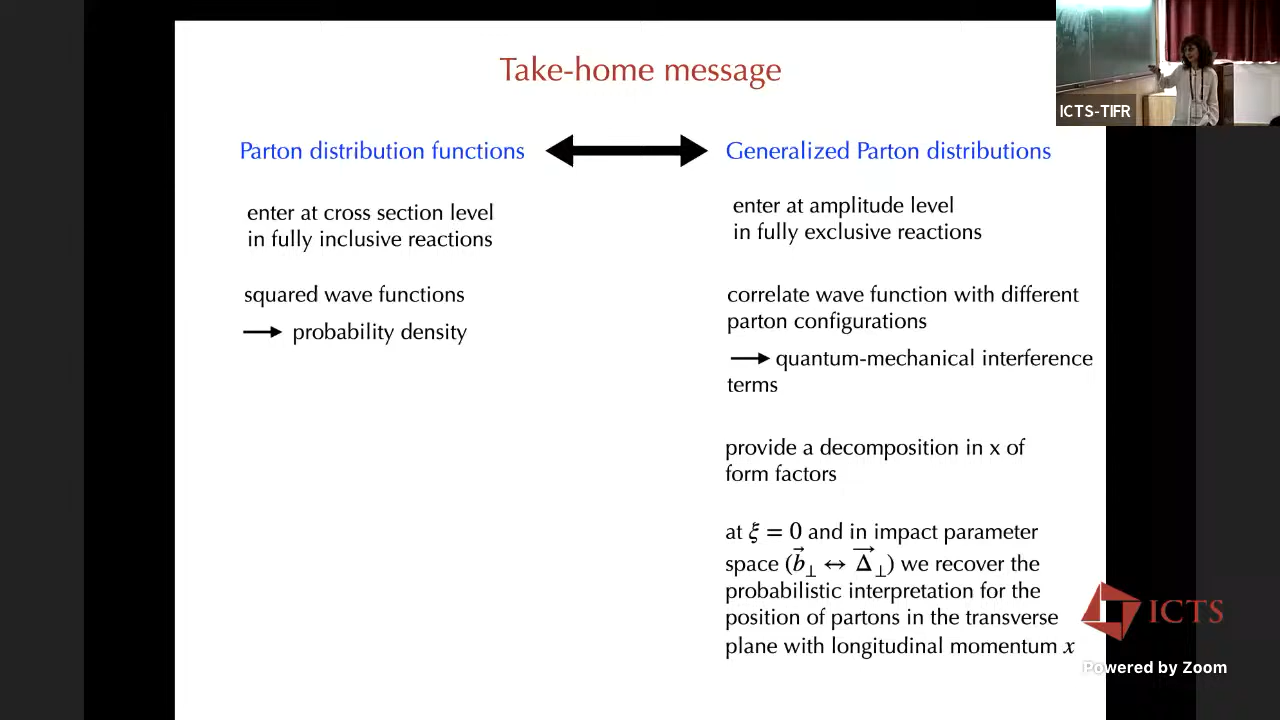 Take-home message
ICTS-TIFR
Parton distribution functions
enter at cross section level
in fully inclusive reactions
squared wave functions
⟶ probability density
Generalized Parton distributions
enter at amplitude level
in fully exclusive reactions
correlate wave function with different
parton configurations
⟶ quantum-mechanical interference
terms
provide a decomposition in x of
form factors
at ξ = 0 and in impact parameter
space (b⃗⊥ ↔ Δ⃗⊥) we recover the
probabilistic interpretation for the
position of partons in the transverse
plane with longitudinal momentum x
ICTS
Powered by Zoom